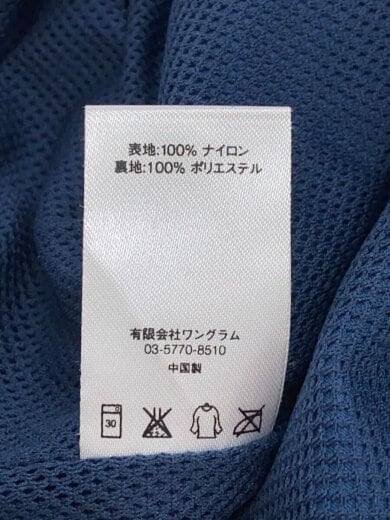 表地:100% ナイロン
裏地:100% ポリエステル
有限会社ワングラム
03-5770-8510
中国製
30